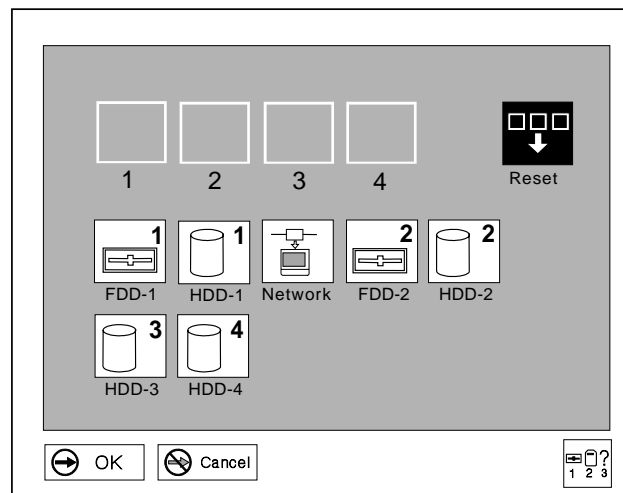 1 2 3 4
Reset
1 1 2 2
FDD-1 HDD-1 Network FDD-2 HDD-2
3 4
HDD-3 HDD-4
OK Cancel ?
1 2 3